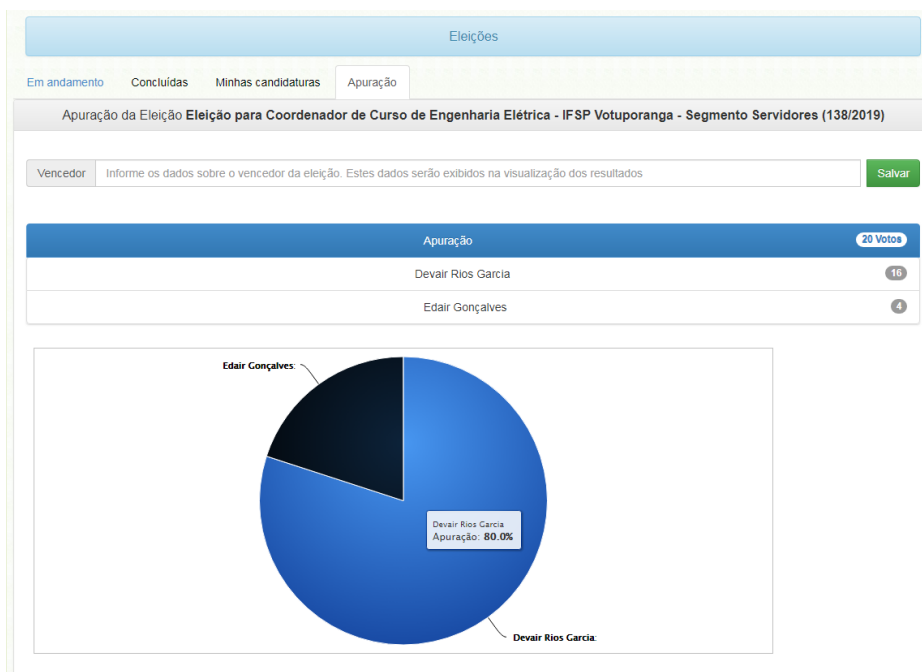 Eleições
Em andamento Concluídas Minhas candidaturas Apuração
Apuração da Eleição Eleição para Coordenador de Curso de Engenharia Elétrica - IFSP Votuporanga - Segmento Servidores (138/2019)
Vencedor Informe os dados sobre o vencedor da eleição. Estes dados serão exibidos na visualização dos resultados Salvar
Apuração 20 Votos
Devair Rios Garcia 16
Edair Gonçalves 4
Edair Gonçalves:
Devair Rios Garcia
Apuração: 80.0%
Devair Rios Garcia: